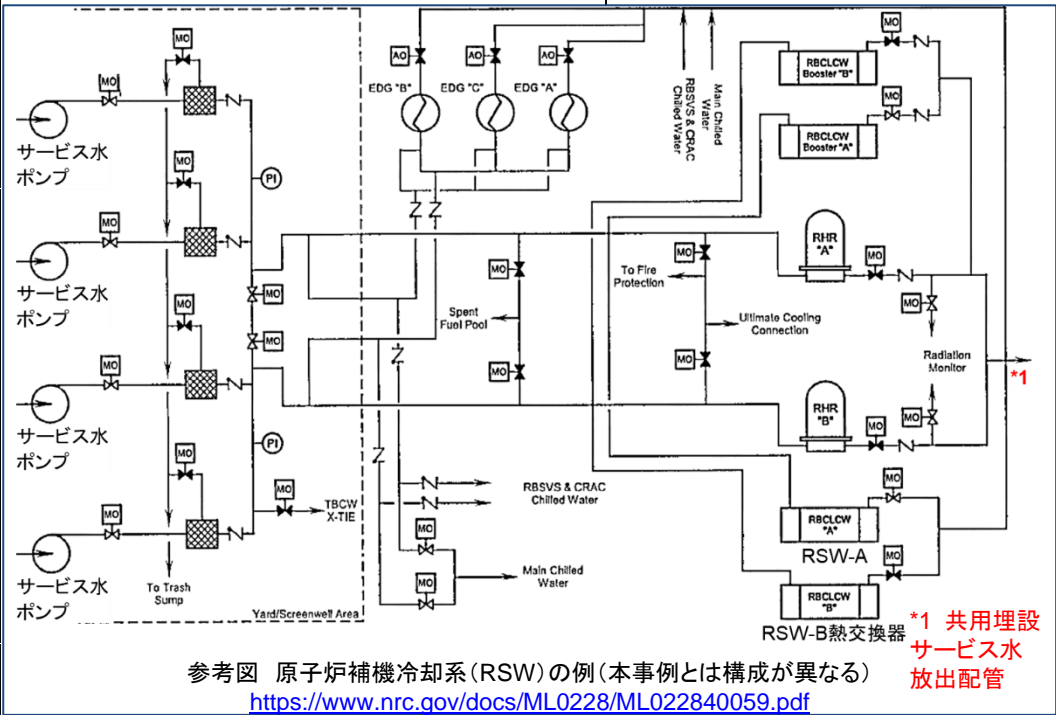 MO
MO
サービス水
ポンプ
MO
MO
サービス水
ポンプ
MO
MO
サービス水
ポンプ
MO
MO
サービス水
ポンプ
PI
MO
MO
PI
MO
TBCW
X-TIE
To Trash
Sump
Yard/Screenwell Area
AO
AO
AO
EDG "B"
EDG "C"
EDG "A"
RBSVS & CRAC
Chilled Water
Main Chilled
Water
MO
RBCLCW
Booster "B"
MO
RBCLCW
Booster "A"
MO
Spent
Fuel Pool
MO
MO
To Fire
Protection
Ultimate Cooling
Connection
MO
RHR
"A"
MO
MO
Radiation
Monitor
*1
MO
RHR
"B"
MO
RBSVS & CRAC
Chilled Water
MO
Main Chilled
Water
MO
MO
RBCLCW
"A"
RSW-A
MO
RBCLCW
"B"
RSW-B熱交換器
*1 共用埋設
サービス水
放出配管
参考図 原子炉補機冷却系(RSW)の例(本事例とは構成が異なる)
https://www.nrc.gov/docs/ML0228/ML022840059.pdf